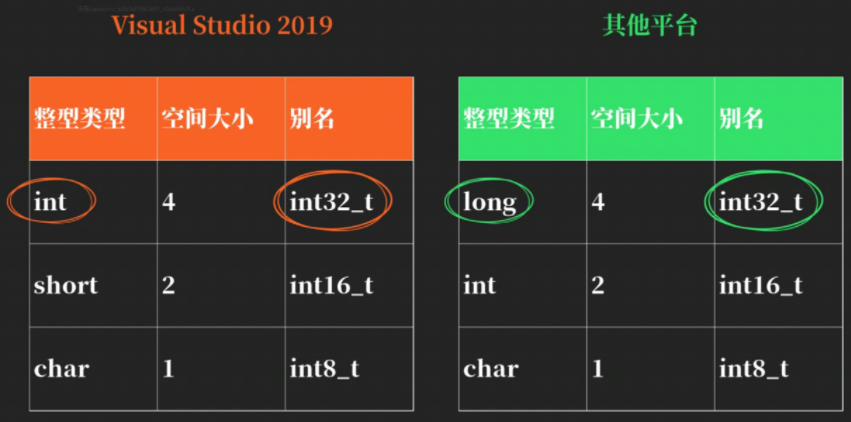 Visual Studio 2019
整型类型 空间大小 别名
int 4 int32_t
short 2 int16_t
char 1 int8_t
其他平台
整型类型 空间大小 别名
long 4 int32_t
int 2 int16_t
char 1 int8_t